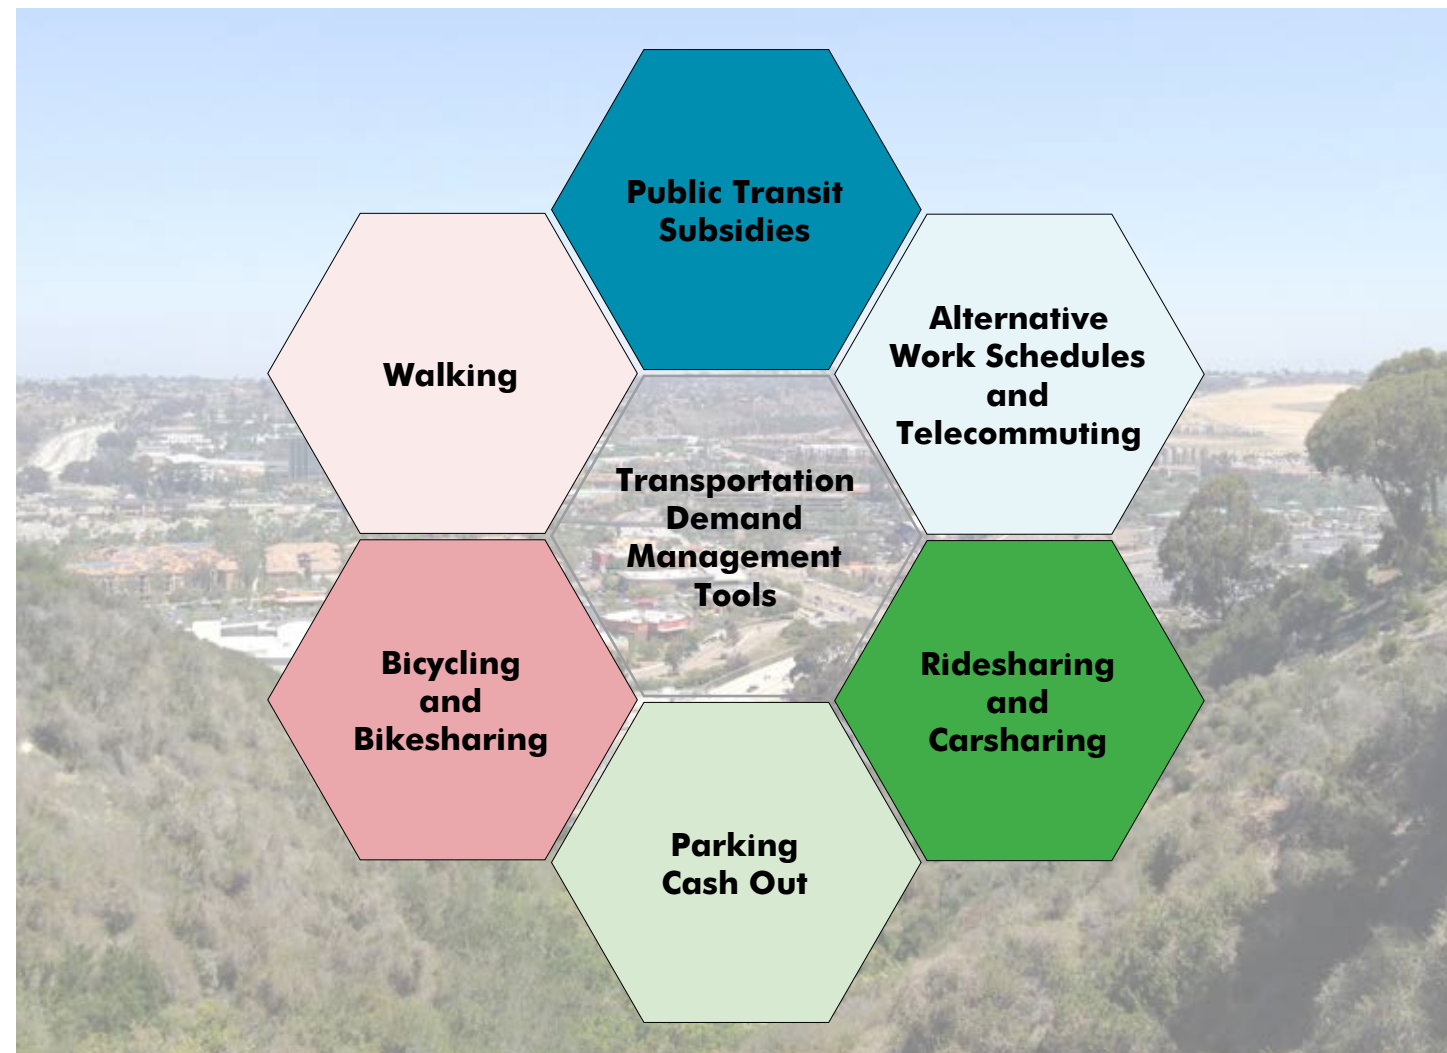 Public Transit
Subsidies
Alternative
Work Schedules
and
Telecommuting
Walking
Transportation
Demand
Management
Tools
Bicycling
and
Bikesharing
Ridesharing
and
Carsharing
Parking
Cash Out